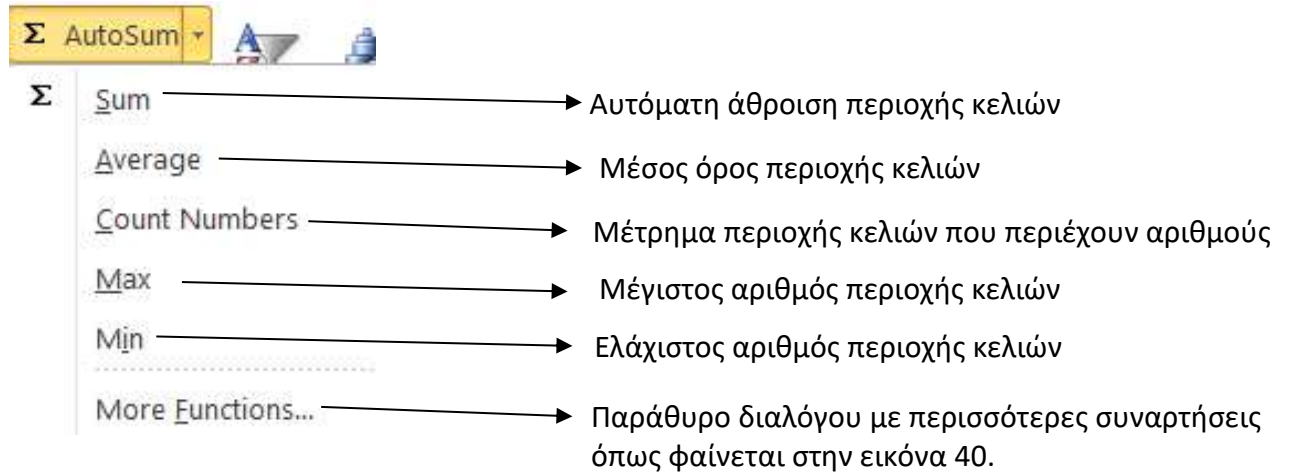 Σ AutoSum
Σ Sum Αυτόματη άθροιση περιοχής κελιών
Average Μέσος όρος περιοχής κελιών
Count Numbers Μέτρημα περιοχής κελιών που περιέχουν αριθμούς
Max Μέγιστος αριθμός περιοχής κελιών
Min Ελάχιστος αριθμός περιοχής κελιών
More Functions... Παράθυρο διαλόγου με περισσότερες συναρτήσεις
όπως φαίνεται στην εικόνα 40.